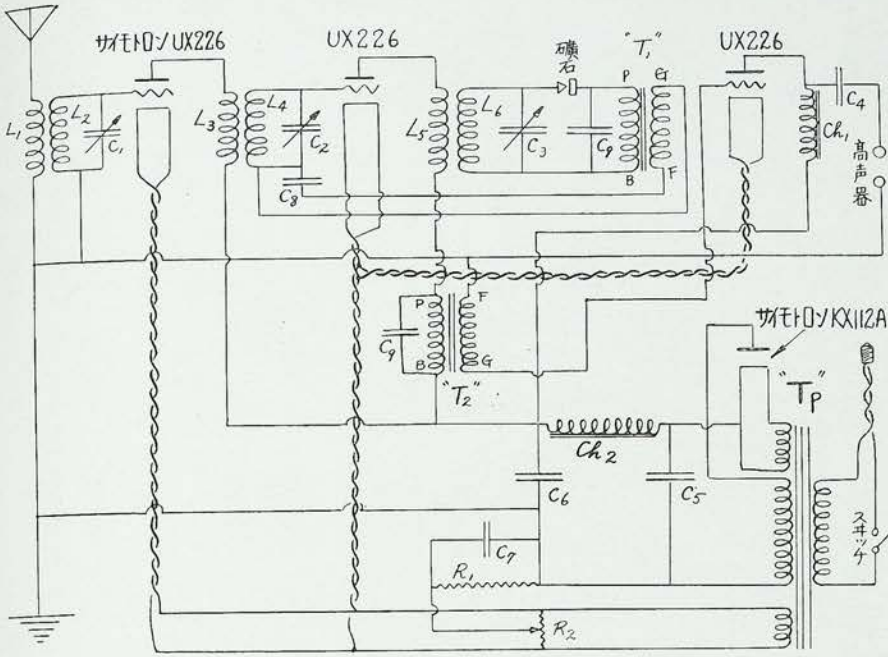 サイモトロンUX226
UX226
礦石
"T₁"
UX226
L₁
L₂
C₁
L₃
L₄
C₂
C₈
L₅
L₆
C₃
C₉
P
G
B
F
C₄
Ch₁
高声器
P
F
C₉
B
G
"T₂"
サイモトロンKX112A
"Tp"
Ch₂
C₆
C₅
スヰッチ
C₇
R₁
R₂